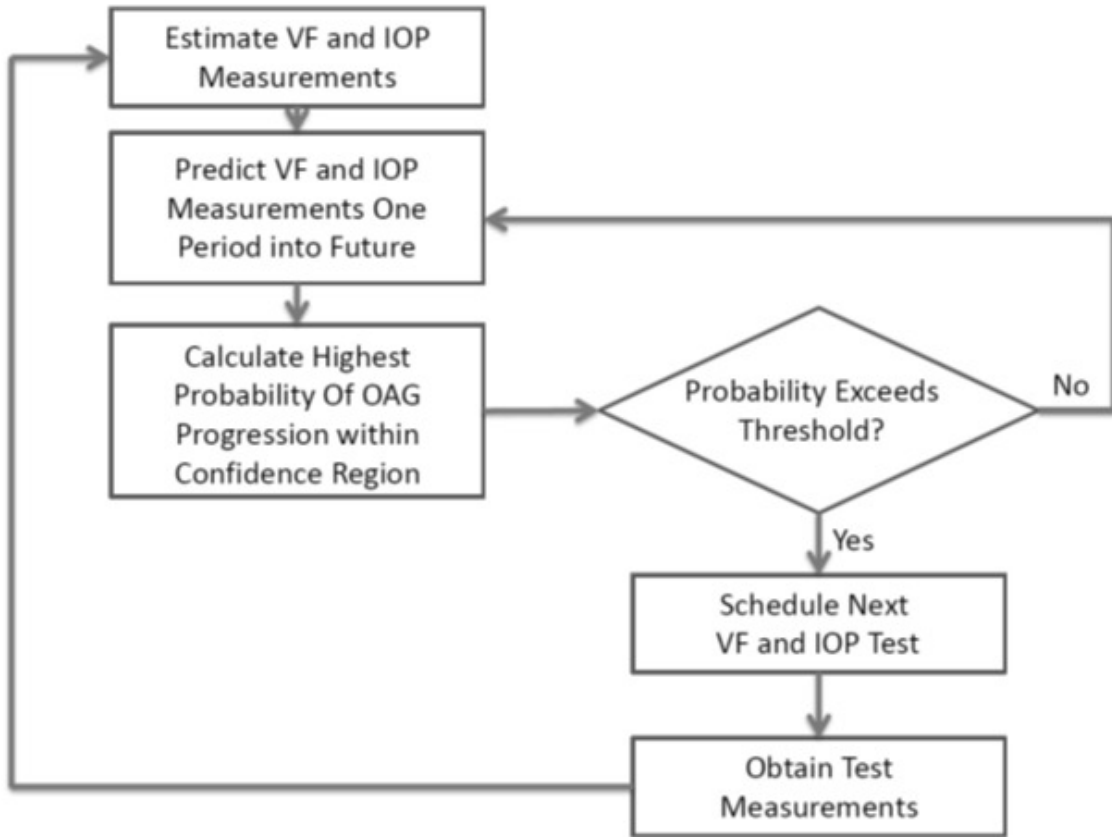 Estimate VF and IOP
Measurements
Predict VF and IOP
Measurements One
Period into Future
Calculate Highest
Probability Of OAG
Progression within
Confidence Region
Probability Exceeds
Threshold?
No
Yes
Schedule Next
VF and IOP Test
Obtain Test
Measurements